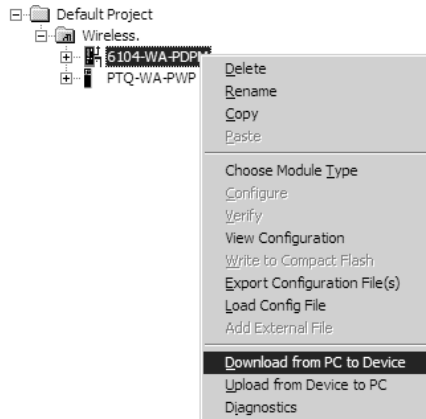 Default Project
Wireless.
6104-WA-PDPM
PTQ-WA-PWP
Delete
Rename
Copy
Paste
Choose Module Type
Configure
Verify
View Configuration
Write to Compact Flash
Export Configuration File(s)
Load Config File
Add External File
Download from PC to Device
Upload from Device to PC
Diagnostics